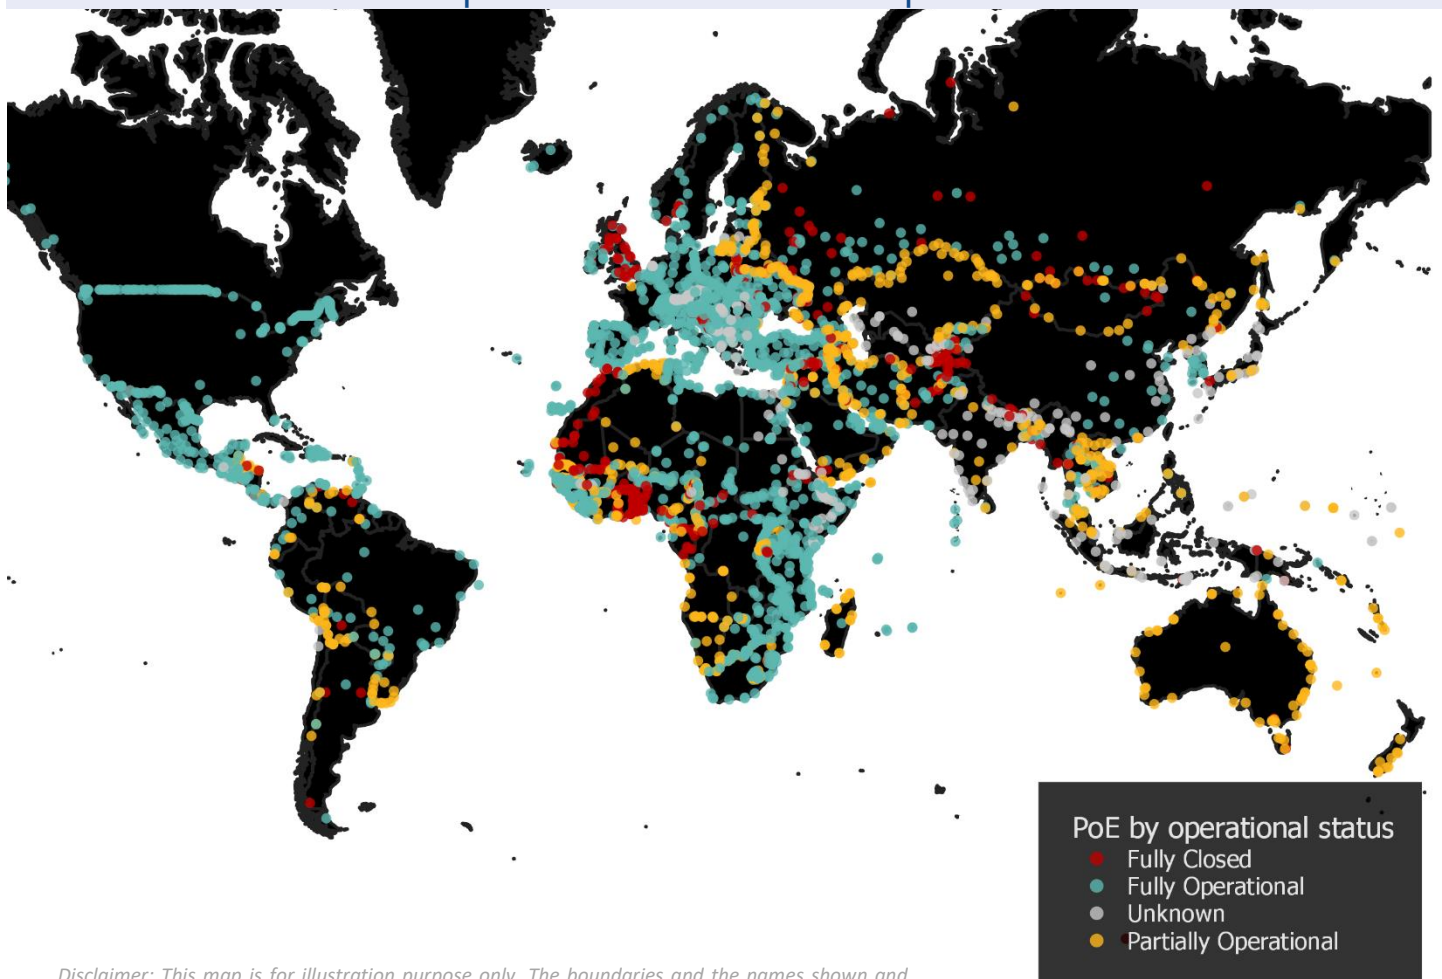 PoE by operational status
Fully Closed
Fully Operational
Unknown
Partially Operational
Disclaimer: This map is for illustration purpose only. The boundaries and the names shown and